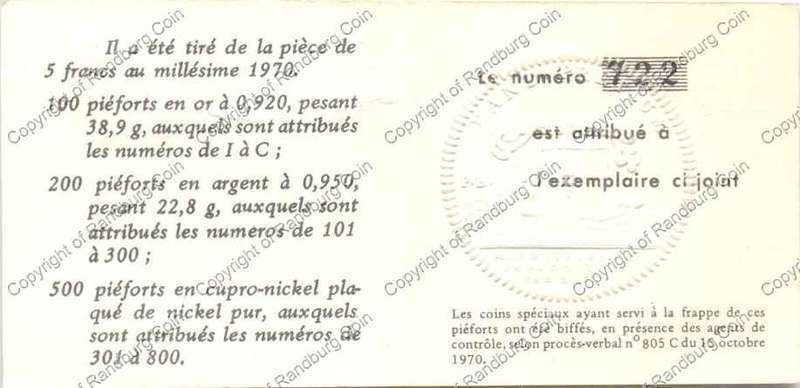 Il a été tiré de la pièce de
5 francs au millésime 1970.
100 piéforts en or à 0,920, pesant
38,9 g, auxquels sont attribués
les numéros de I à C ;
200 piéforts en argent à 0,950,
pesant 22,8 g, auxquels sont
attribués les numeros de 101
à 300 ;
500 piéforts en cupro-nickel pla-
qué de nickel pur, auxquels
sont attribués les numéros de
301 à 800.
Le numéro 722
est attribué à
l'exemplaire ci joint
Les coins spéciaux ayant servi à la frappe de ces
piéforts ont été biffés, en présence des agents de
contrôle, selon procès-verbal n° 805 C du 15 octobre
1970.
Copyright of Randburg Coin